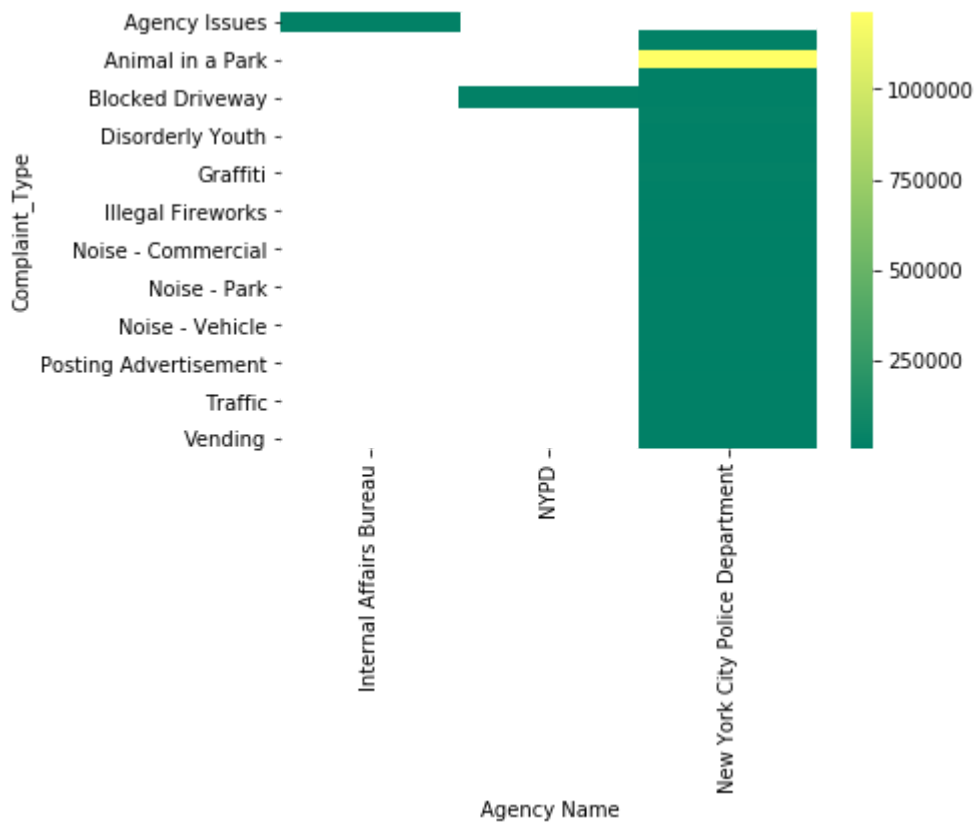 Agency Issues
Animal in a Park
Blocked Driveway
Disorderly Youth
Graffiti
Illegal Fireworks
Noise - Commercial
Noise - Park
Noise - Vehicle
Posting Advertisement
Traffic
Vending
Complaint_Type
1000000
750000
500000
250000
Internal Affairs Bureau
NYPD
New York City Police Department
Agency Name